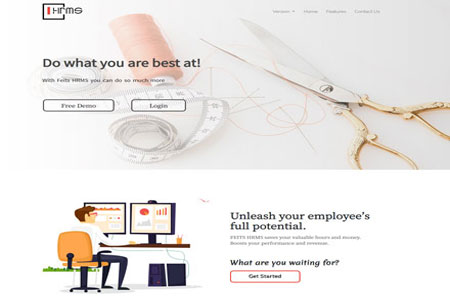 HRMS
Version Home Features Contact Us
Do what you are best at!
With Feits HRMS you can do so much more
Free Demo Login
Unleash your employee's
full potential.
FEITS HRMS saves your valuable hours and money.
Boost your performance and revenue.
What are you waiting for?
Get Started